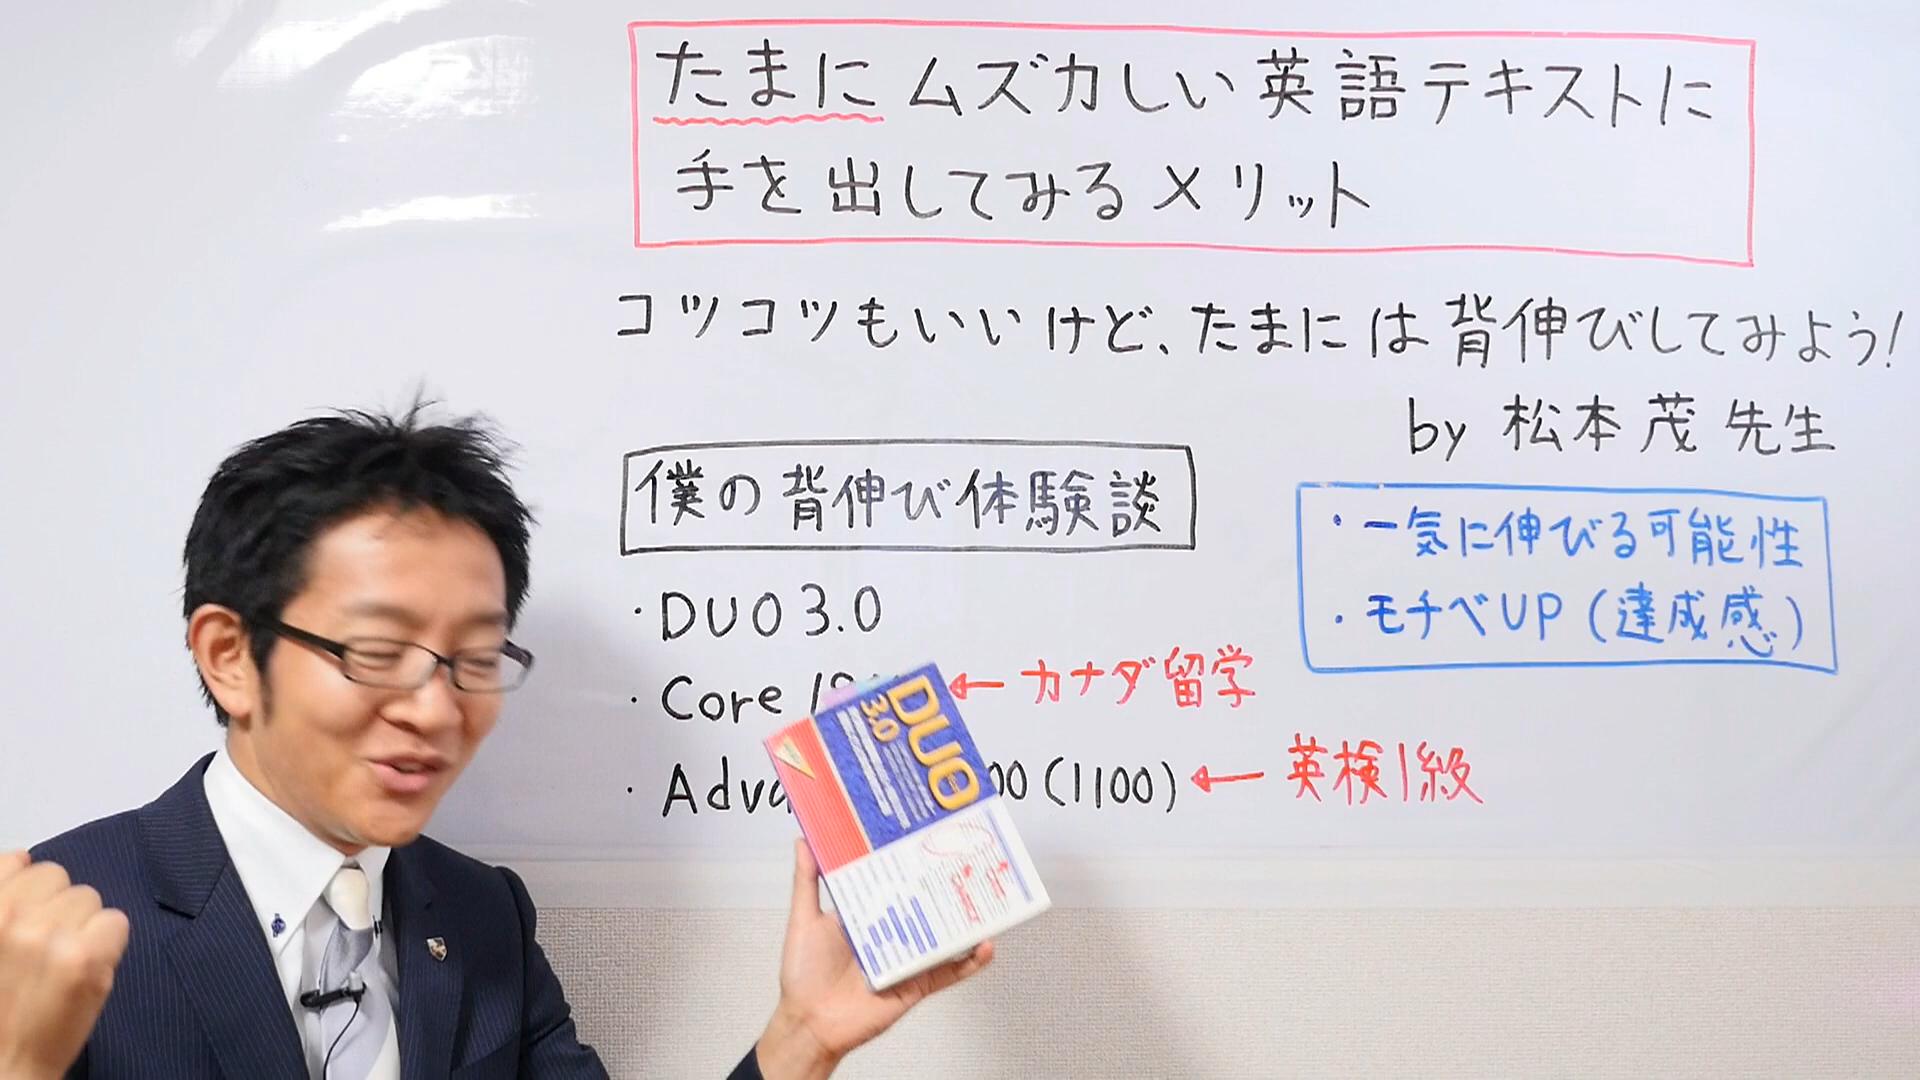 たまにムズカしい英語テキストに
手を出してみるメリット
コツコツもいいけど、たまには背伸びしてみよう!
by 松本茂先生
僕の背伸び体験談
・一気に伸びる可能性
・モチベUP(達成感)
・DUO 3.0
・Core ← カナダ留学
・ (1100) ← 英検1級
DUO
3.0